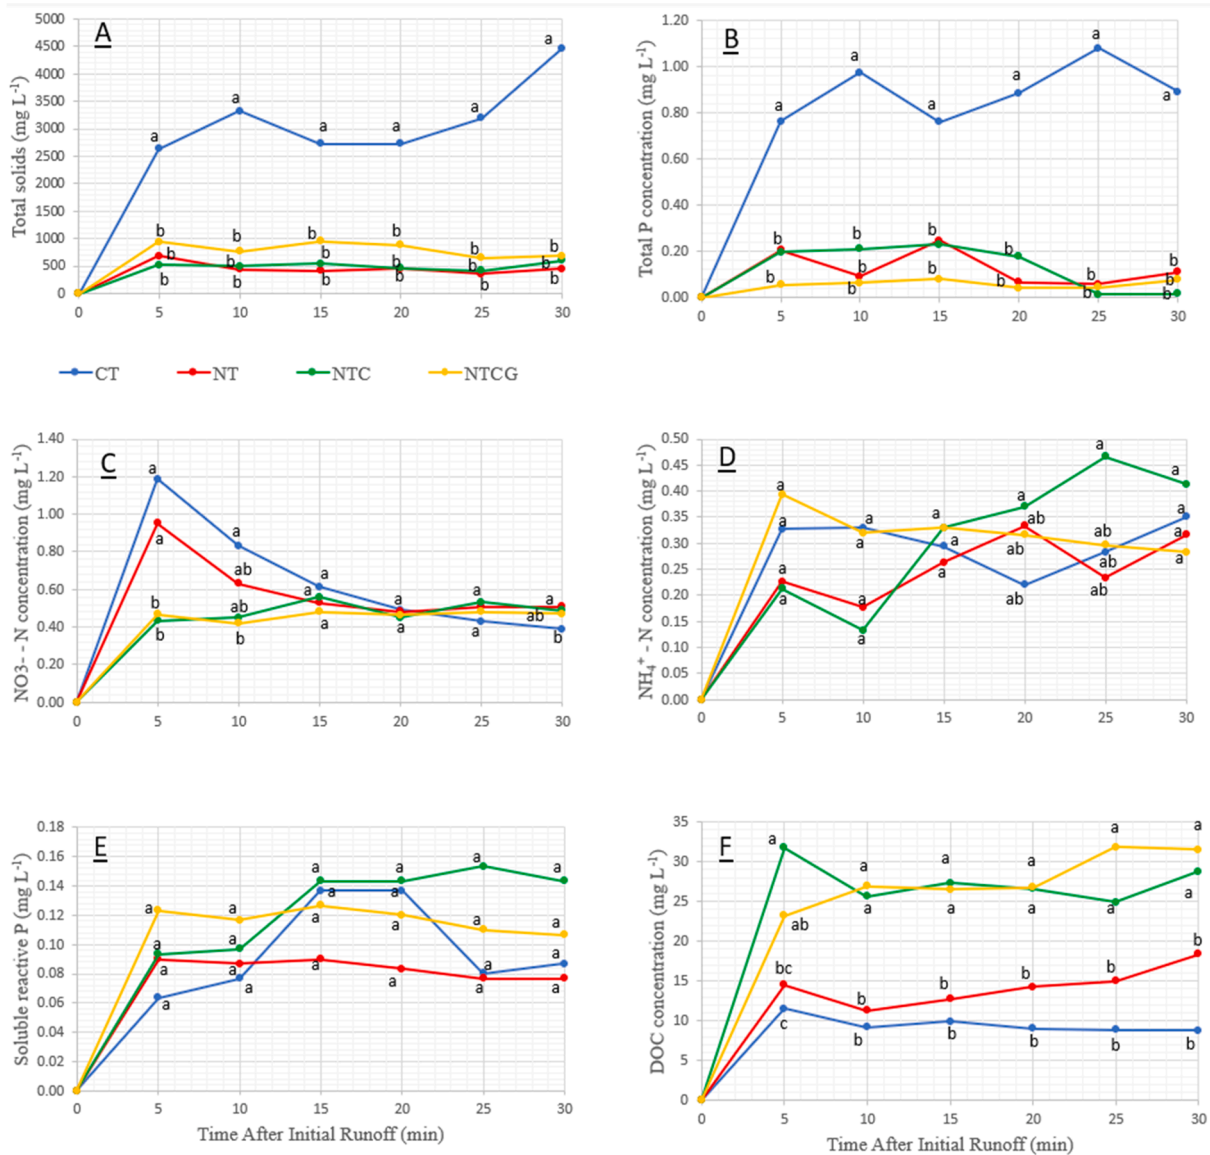 A
5000
4500
4000
3500
3000
2500
2000
1500
1000
500
0
Total solids (mg L-1)
a a a a a a
b b b b b b
b b b b b b
b b b b b b
0 5 10 15 20 25 30
B
1.20
1.00
0.80
0.60
0.40
0.20
0.00
Total P concentration (mg L-1)
a a a a a a
b b b b b b
b b b b b b
b
0 5 10 15 20 25 30
CT NT NTC NTCG
C
1.40
1.20
1.00
0.80
0.60
0.40
0.20
0.00
NO3- - N concentration (mg L-1)
a a a a a a
a ab a ab
b ab
b b a a a b
0 5 10 15 20 25 30
D
0.50
0.45
0.40
0.35
0.30
0.25
0.20
0.15
0.10
0.05
0.00
NH4+ - N concentration (mg L-1)
a a a a a a
a a a ab ab a
a a ab ab a
a a ab ab a
0 5 10 15 20 25 30
E
0.18
0.16
0.14
0.12
0.10
0.08
0.06
0.04
0.02
0.00
Soluble reactive P (mg L-1)
a a a a a a
a a a a a a
a a a a a a
a a a a a a
0 5 10 15 20 25 30
Time After Initial Runoff (min)
F
35
30
25
20
15
10
5
0
DOC concentration (mg L-1)
a a a a a a
ab a a a a a
bc b b b b b
c b b b b b
0 5 10 15 20 25 30
Time After Initial Runoff (min)